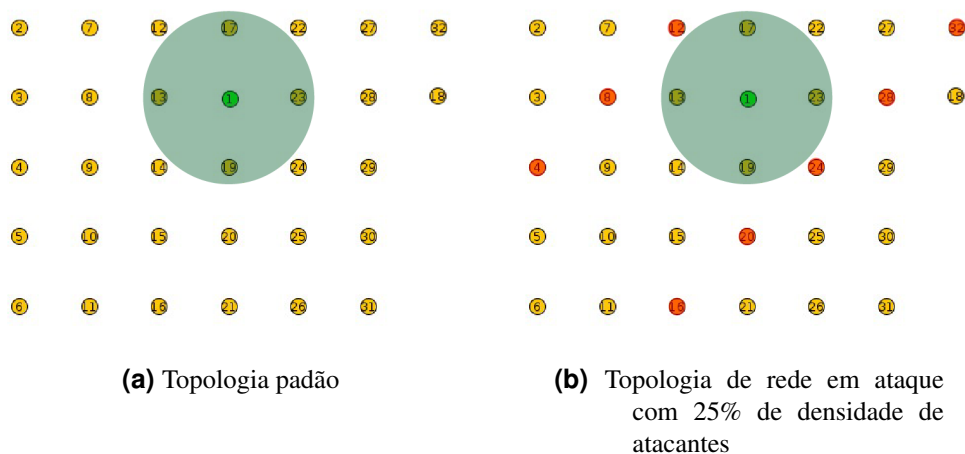 2 7 12 17 22 27 32
3 8 13 1 23 28 18
4 9 14 19 24 29
5 10 15 20 25 30
6 11 16 21 26 31
(a) Topologia padão
2 7 12 17 22 27 32
3 8 13 1 23 28 18
4 9 14 19 24 29
5 10 15 20 25 30
6 11 16 21 26 31
(b) Topologia de rede em ataque
com 25% de densidade de
atacantes